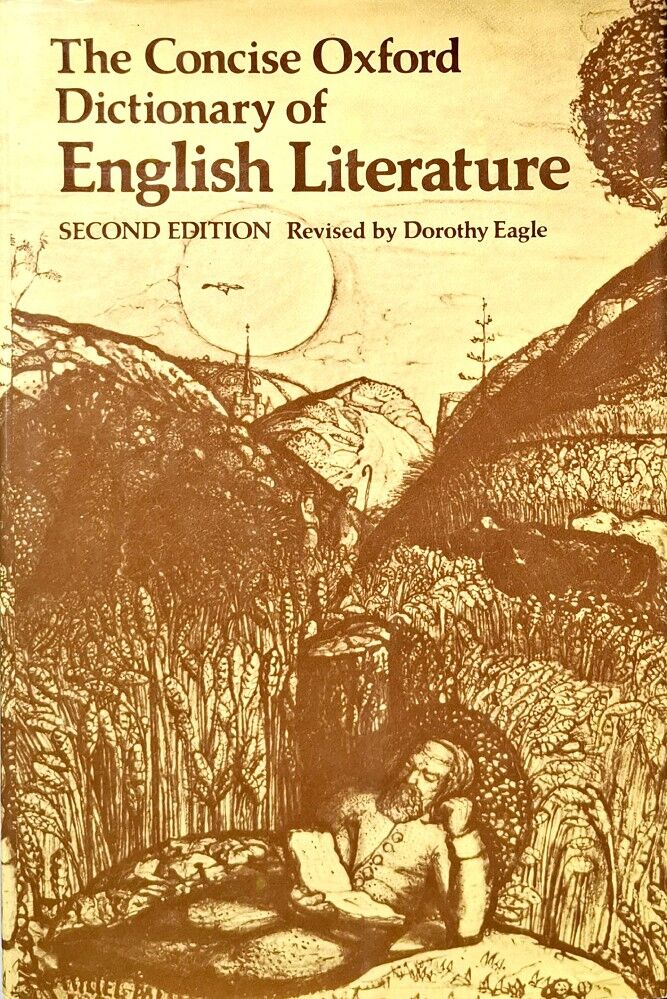 The Concise Oxford
Dictionary of
English Literature
SECOND EDITION Revised by Dorothy Eagle